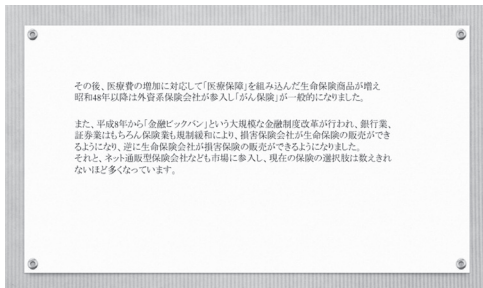 その後、医療費の増加に対応して「医療保障」を組み込んだ生命保険商品が増え
昭和48年以降は外資系保険会社が参入し「がん保険」が一般的になりました。
また、平成8年から「金融ビックバン」という大規模な金融制度改革が行われ、銀行業、
証券業はもちろん保険業も規制緩和により、損害保険会社が生命保険の販売ができ
るようになり、逆に生命保険会社が損害保険の販売ができるようになりました。
それと、ネット通販型保険会社なども市場に参入し、現在の保険の選択肢は数えきれ
ないほど多くなっています。